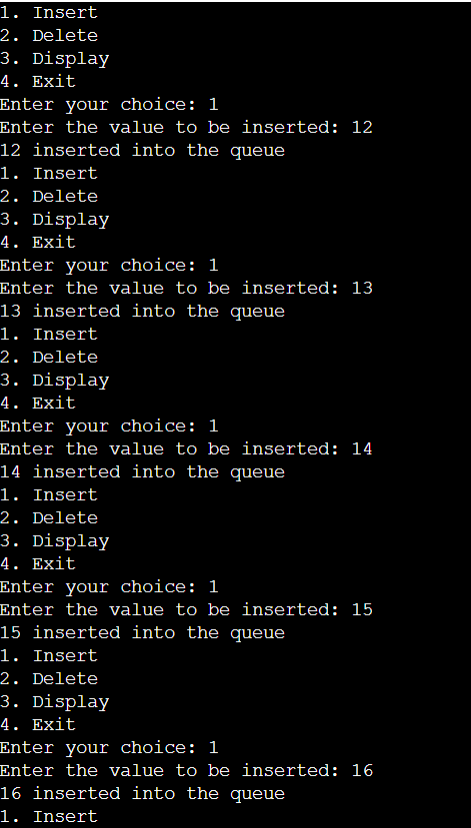 1. Insert
2. Delete
3. Display
4. Exit
Enter your choice: 1
Enter the value to be inserted: 12
12 inserted into the queue
1. Insert
2. Delete
3. Display
4. Exit
Enter your choice: 1
Enter the value to be inserted: 13
13 inserted into the queue
1. Insert
2. Delete
3. Display
4. Exit
Enter your choice: 1
Enter the value to be inserted: 14
14 inserted into the queue
1. Insert
2. Delete
3. Display
4. Exit
Enter your choice: 1
Enter the value to be inserted: 15
15 inserted into the queue
1. Insert
2. Delete
3. Display
4. Exit
Enter your choice: 1
Enter the value to be inserted: 16
16 inserted into the queue
1. Insert